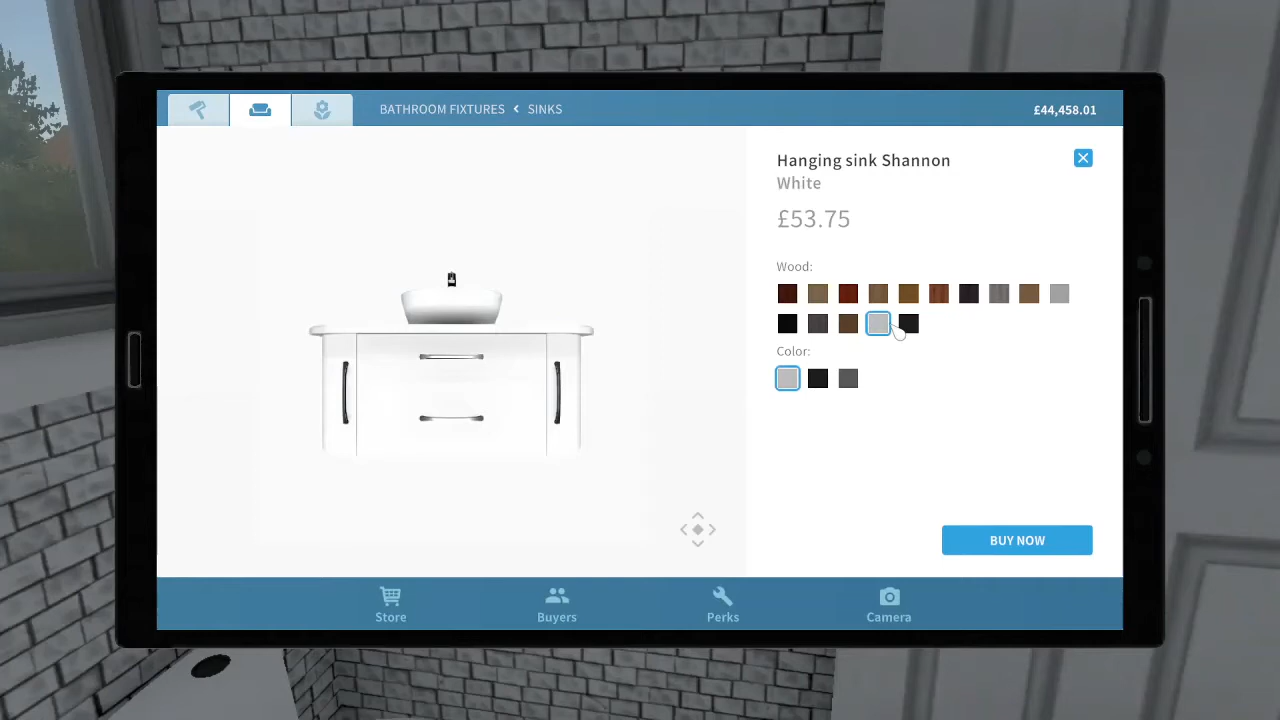 BATHROOM FIXTURES < SINKS
£44,458.01
Hanging sink Shannon
White
£53.75
Wood:
Color:
BUY NOW
Store
Buyers
Perks
Camera